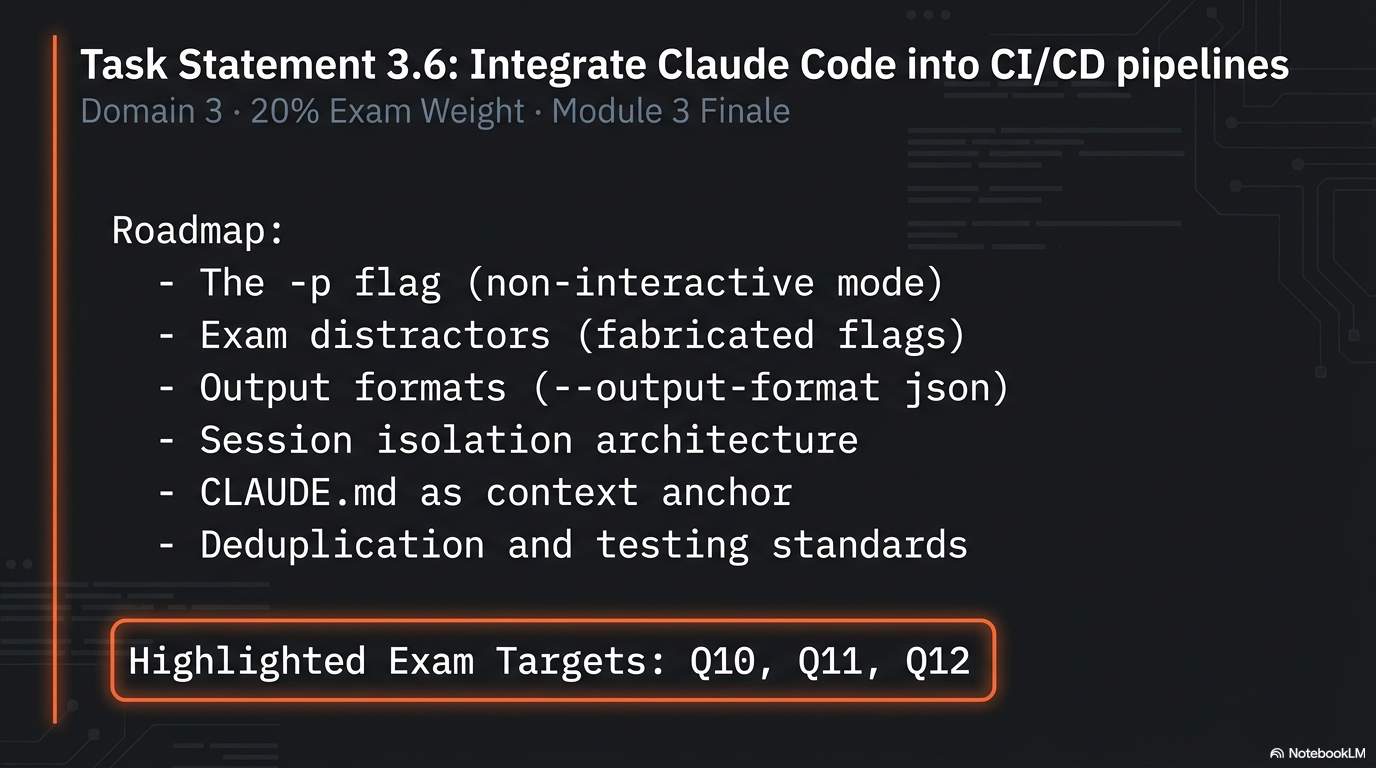 Task Statement 3.6: Integrate Claude Code into CI/CD pipelines
Domain 3 · 20% Exam Weight · Module 3 Finale
Roadmap:
- The -p flag (non-interactive mode)
- Exam distractors (fabricated flags)
- Output formats (--output-format json)
- Session isolation architecture
- CLAUDE.md as context anchor
- Deduplication and testing standards
Highlighted Exam Targets: Q10, Q11, Q12
NotebookLM